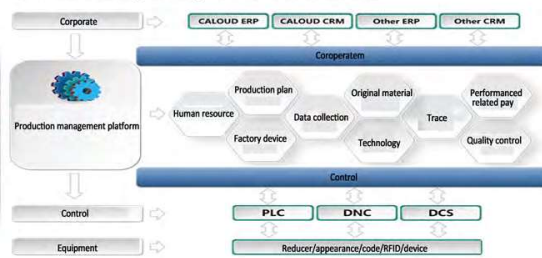 Corporate
CALOUD ERP
CALOUD CRM
Other ERP
Other CRM
Coroperatem
Production management platform
Human resource
Production plan
Factory device
Data collection
Original material
Technology
Trace
Performanced
related pay
Quality control
Control
Control
PLC
DNC
DCS
Equipment
Reducer/appearance/code/RFID/device